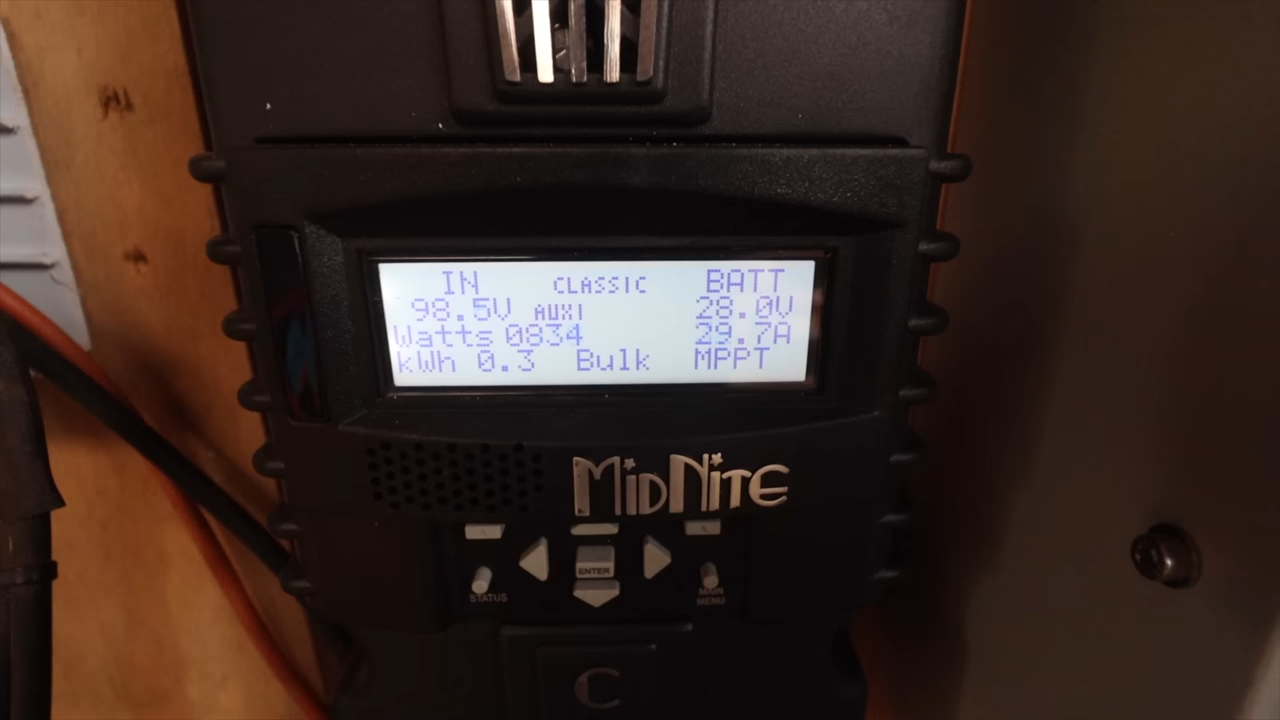 IN CLASSIC BATT
98.5V AUX1 28.0V
Watts 0834 29.7A
kWh 0.3 Bulk MPPT
MIDNITE
ENTER
STATUS MAIN
MENU
C